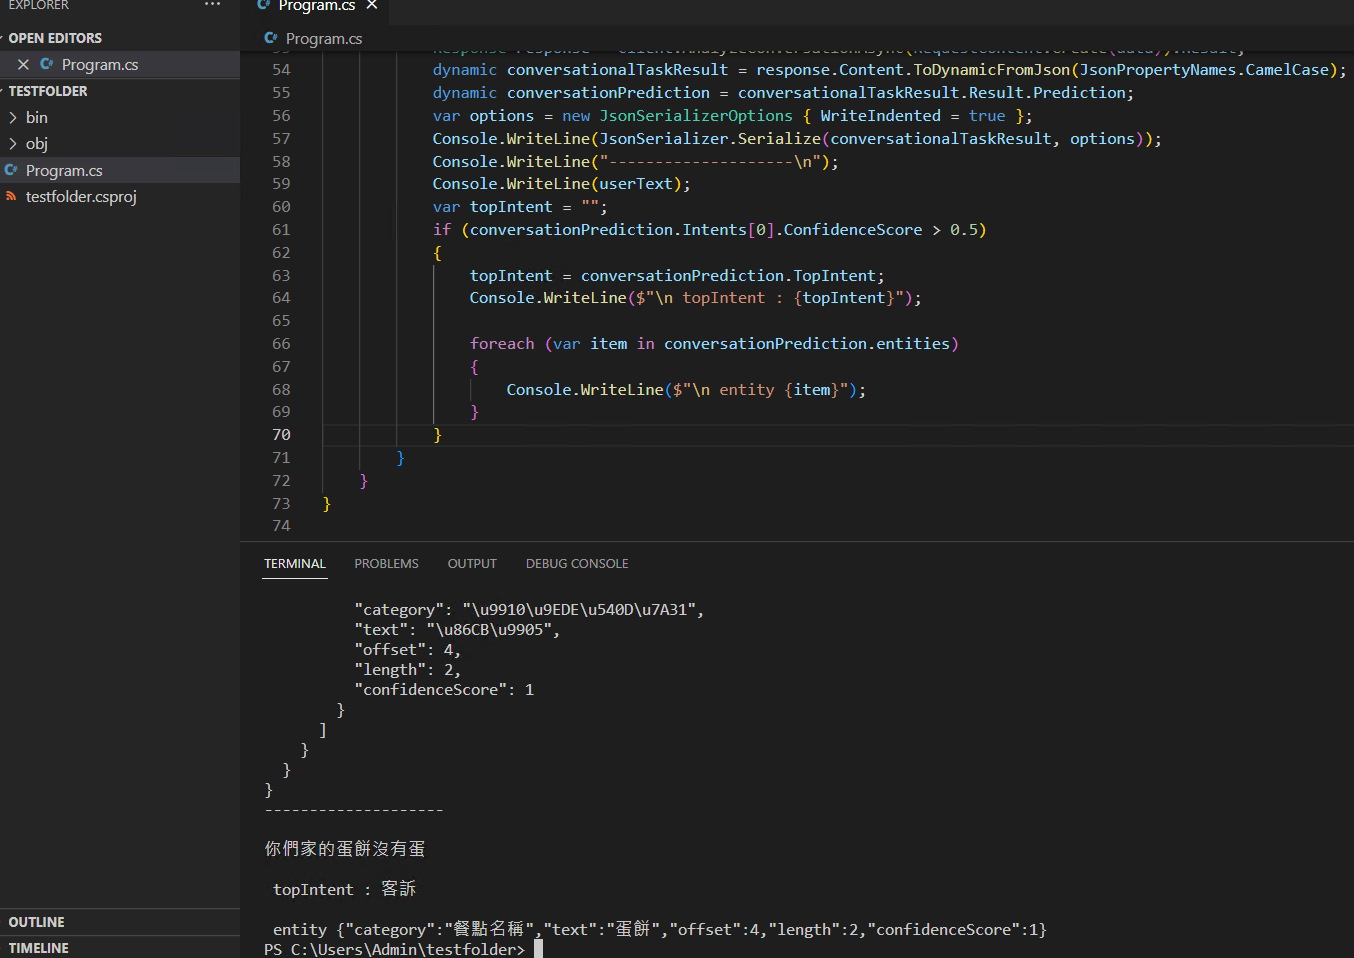 EXPLORER
OPEN EDITORS
Program.cs
TESTFOLDER
bin
obj
Program.cs
testfolder.csproj
OUTLINE
TIMELINE
Program.cs
Program.cs
54 dynamic conversationalTaskResult = response.Content.ToDynamicFromJson(JsonPropertyNames.CamelCase);
55 dynamic conversationPrediction = conversationalTaskResult.Result.Prediction;
56 var options = new JsonSerializerOptions { WriteIndented = true };
57 Console.WriteLine(JsonSerializer.Serialize(conversationalTaskResult, options));
58 Console.WriteLine("--------------------\n");
59 Console.WriteLine(userText);
60 var topIntent = "";
61 if (conversationPrediction.Intents[0].ConfidenceScore > 0.5)
62 {
63 topIntent = conversationPrediction.TopIntent;
64 Console.WriteLine($"\n topIntent : {topIntent}");
65
66 foreach (var item in conversationPrediction.entities)
67 {
68 Console.WriteLine($"\n entity {item}");
69 }
70 }
71 }
72 }
73 }
74
TERMINAL PROBLEMS OUTPUT DEBUG CONSOLE
"category": "\u9910\u9EDE\u540D\u7A31",
"text": "\u86CB\u9905",
"offset": 4,
"length": 2,
"confidenceScore": 1
}
]
}
}
}
--------------------
你們家的蛋餅沒有蛋
topIntent : 客訴
entity {"category":"餐點名稱","text":"蛋餅","offset":4,"length":2,"confidenceScore":1}
PS C:\Users\Admin\testfolder>